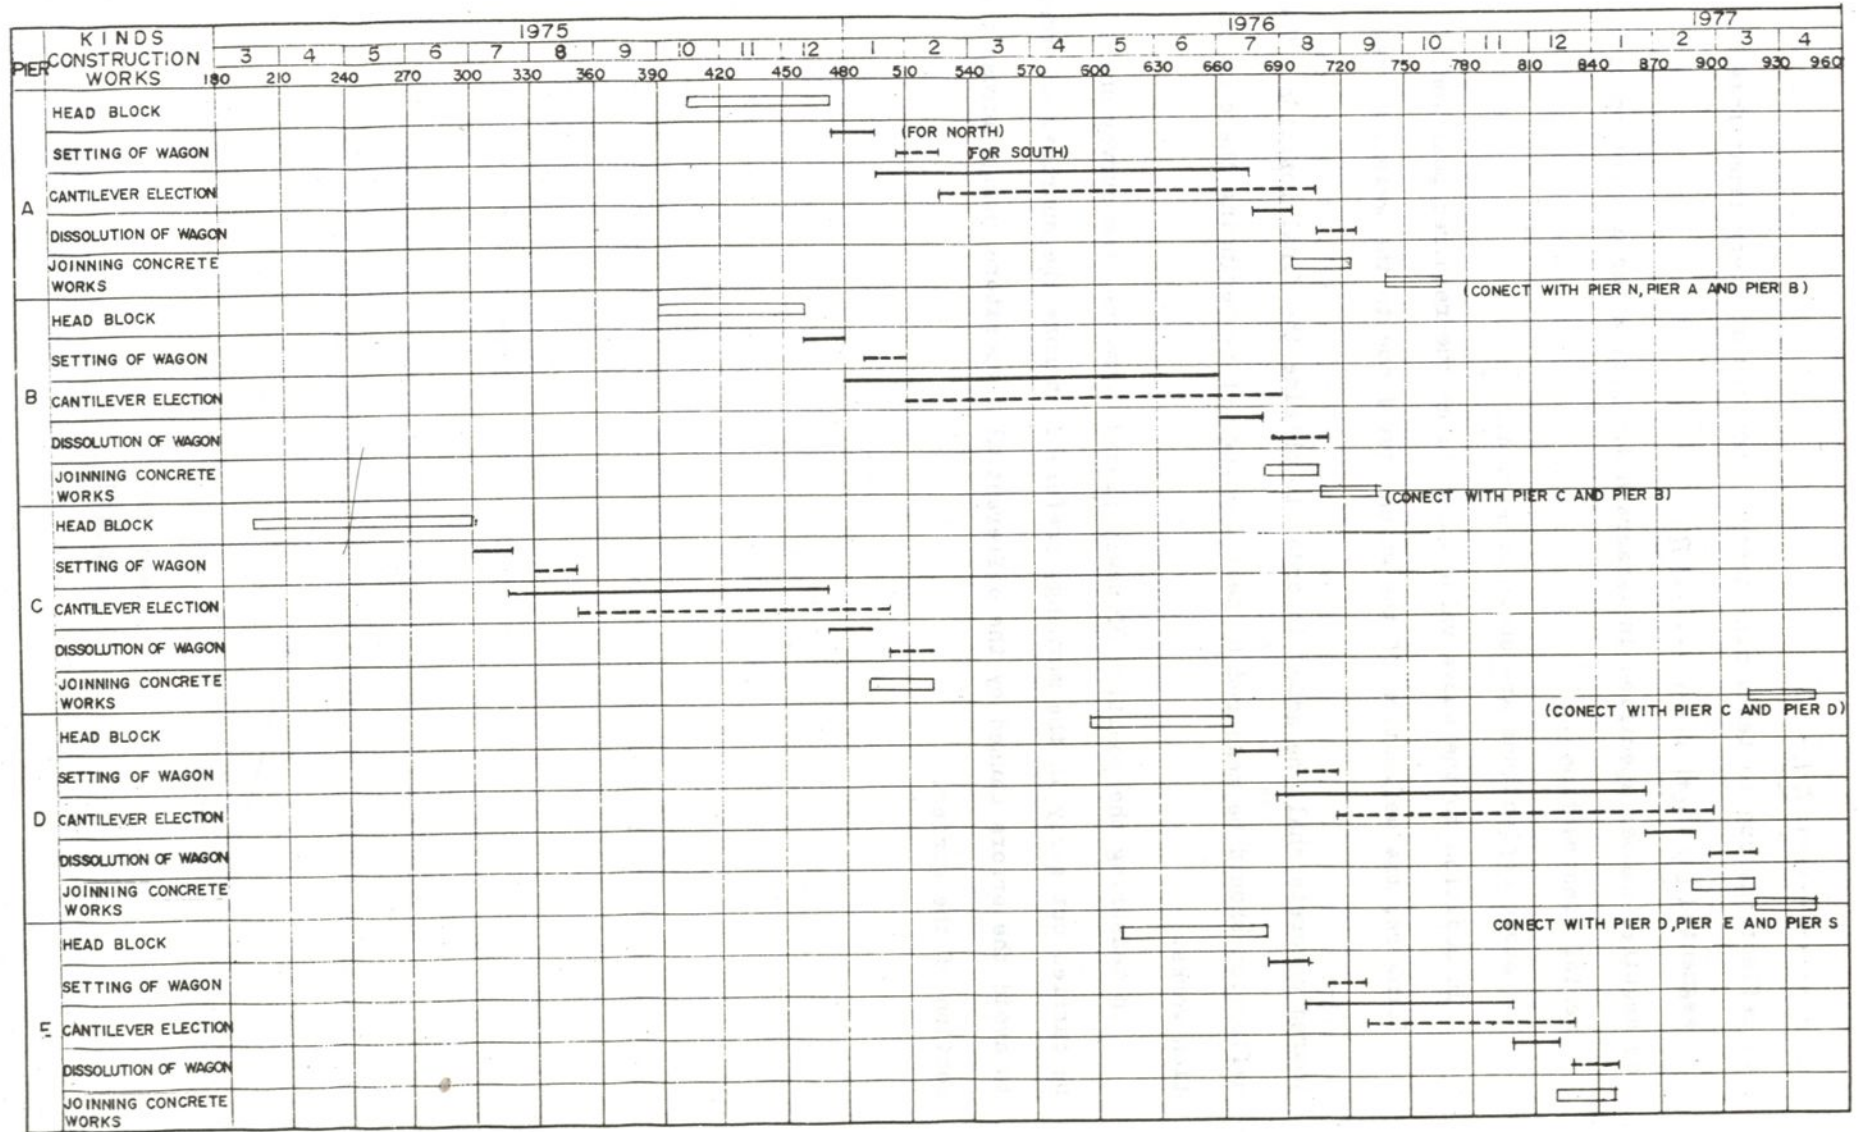 1975 1976 1977
KINDS
CONSTRUCTION
WORKS
PIER
3 4 5 6 7 8 9 10 11 12 1 2 3 4 5 6 7 8 9 10 11 12 1 2 3 4
180 210 240 270 300 330 360 390 420 450 480 510 540 570 600 630 660 690 720 750 780 810 840 870 900 930 960
A
HEAD BLOCK
(FOR NORTH)
SETTING OF WAGON
(FOR SOUTH)
CANTILEVER ELECTION
DISSOLUTION OF WAGON
JOINNING CONCRETE
WORKS
(CONECT WITH PIER N, PIER A AND PIER B)
B
HEAD BLOCK
SETTING OF WAGON
CANTILEVER ELECTION
DISSOLUTION OF WAGON
JOINNING CONCRETE
WORKS
(CONECT WITH PIER C AND PIER B)
C
HEAD BLOCK
SETTING OF WAGON
CANTILEVER ELECTION
DISSOLUTION OF WAGON
JOINNING CONCRETE
WORKS
(CONECT WITH PIER C AND PIER D)
D
HEAD BLOCK
SETTING OF WAGON
CANTILEVER ELECTION
DISSOLUTION OF WAGON
JOINNING CONCRETE
WORKS
CONECT WITH PIER D, PIER E AND PIER S
E
HEAD BLOCK
SETTING OF WAGON
CANTILEVER ELECTION
DISSOLUTION OF WAGON
JOINNING CONCRETE
WORKS